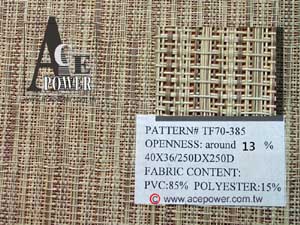 ACE
POWER
PATTERN# TF70-385
OPENNESS: around 13 %
40X36/250DX250D
FABRIC CONTENT:
PVC:85% POLYESTER:15%
©www.acepower.com.tw